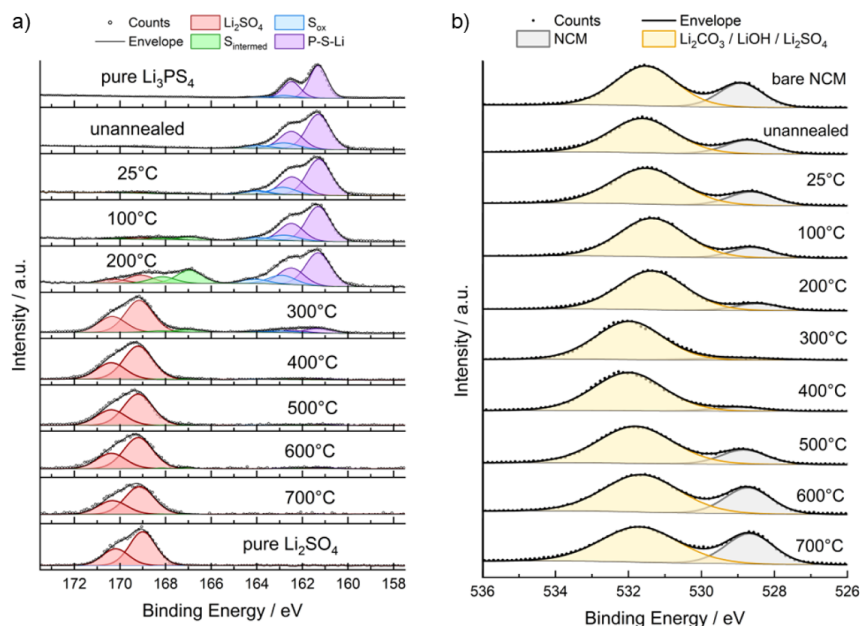 a)
Counts Li₂SO₄ Sₒₓ
Envelope S_intermed P-S-Li
pure Li₃PS₄
unannealed
25°C
100°C
200°C
300°C
400°C
500°C
600°C
700°C
pure Li₂SO₄
Intensity / a.u.
172 170 168 166 164 162 160 158
Binding Energy / eV
b)
Counts Envelope
NCM Li₂CO₃ / LiOH / Li₂SO₄
bare NCM
unannealed
25°C
100°C
200°C
300°C
400°C
500°C
600°C
700°C
Intensity / a.u.
536 534 532 530 528 526
Binding Energy / eV